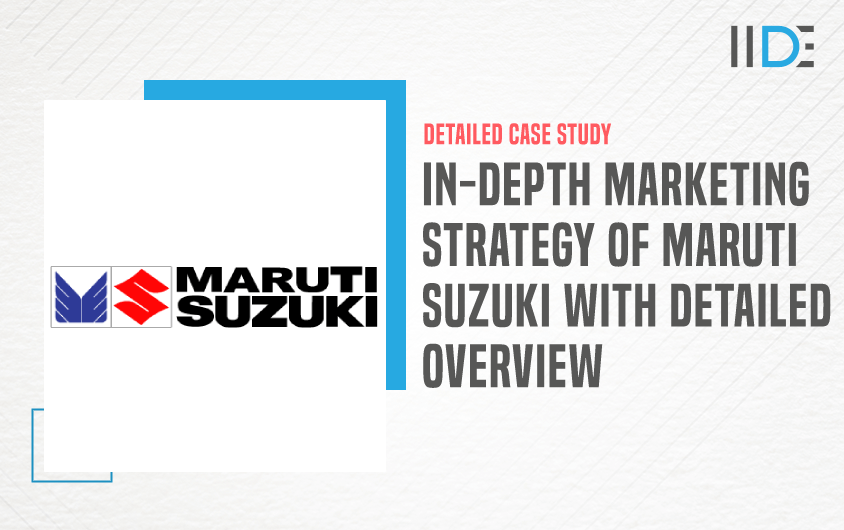 IIDE
DETAILED CASE STUDY
IN-DEPTH MARKETING
STRATEGY OF MARUTI
SUZUKI WITH DETAILED
OVERVIEW
MARUTI
SUZUKI